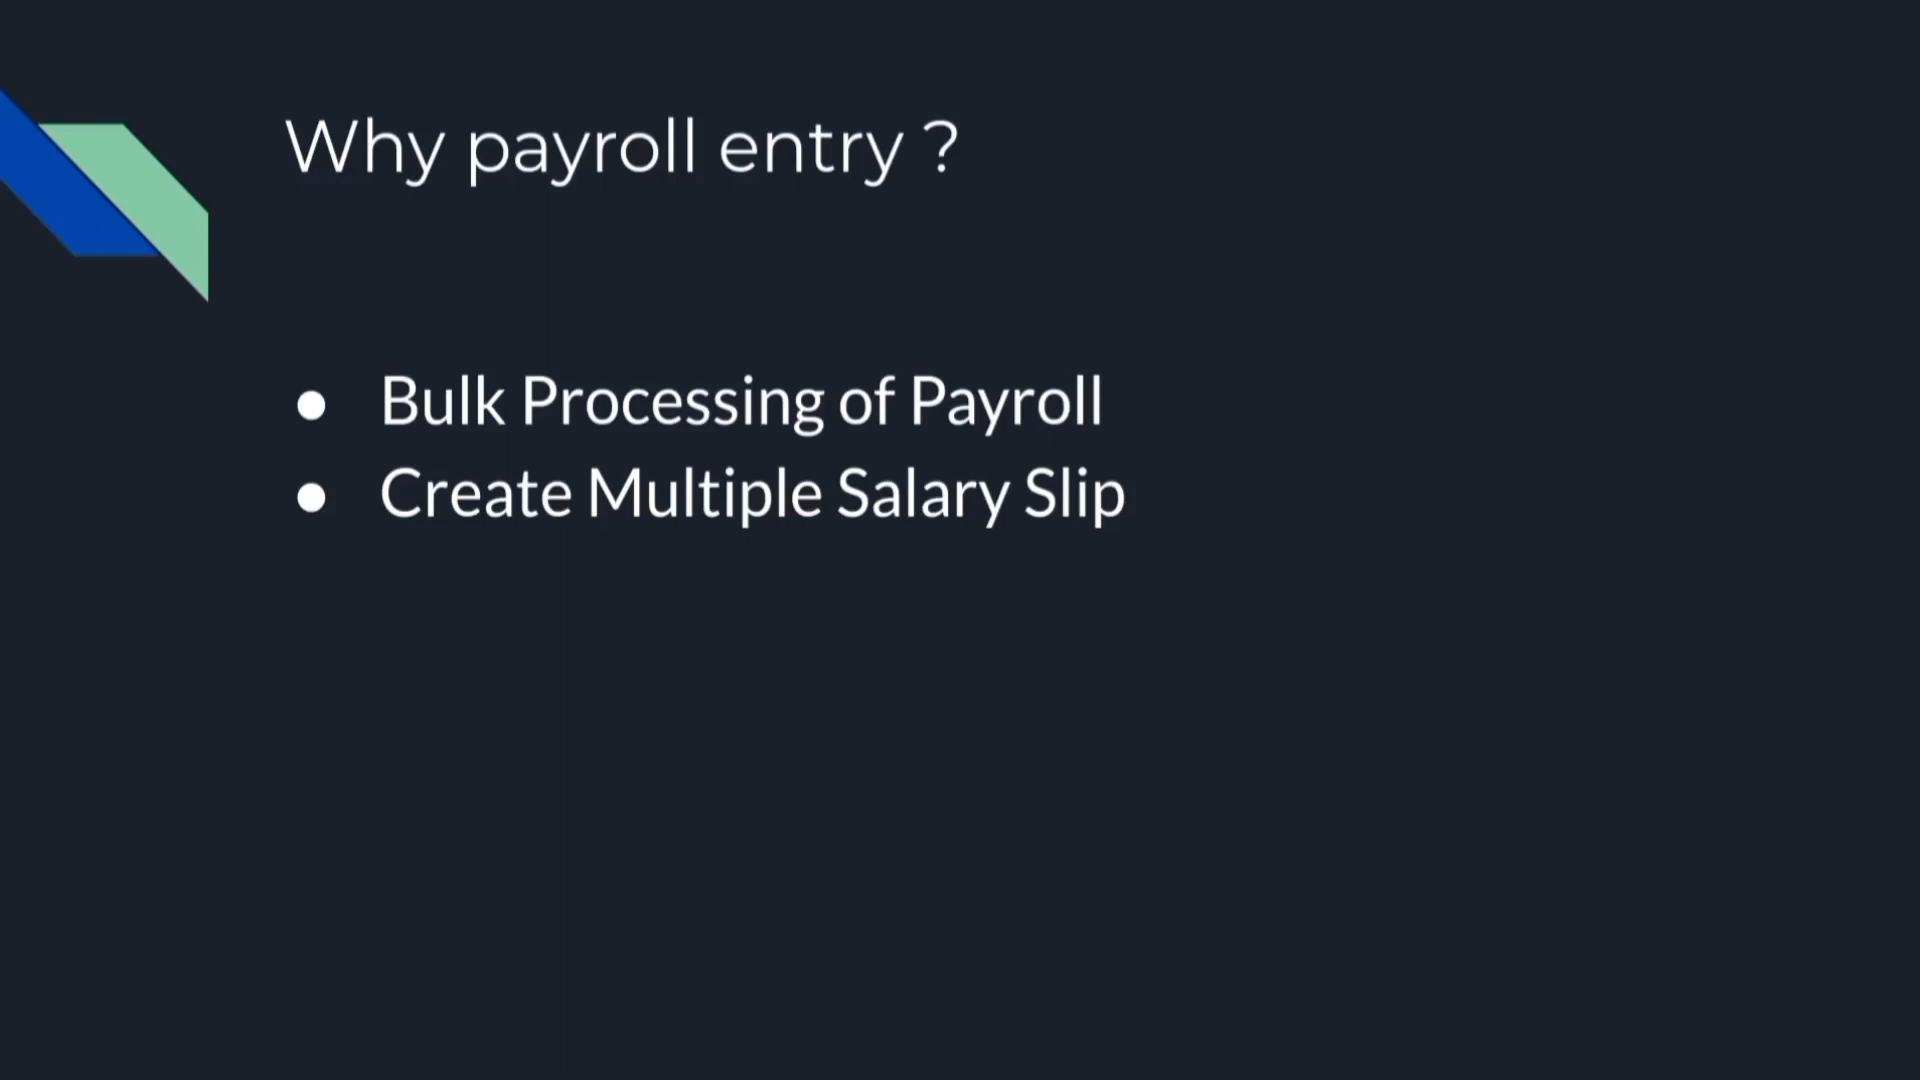 Why payroll entry ?
● Bulk Processing of Payroll
● Create Multiple Salary Slip